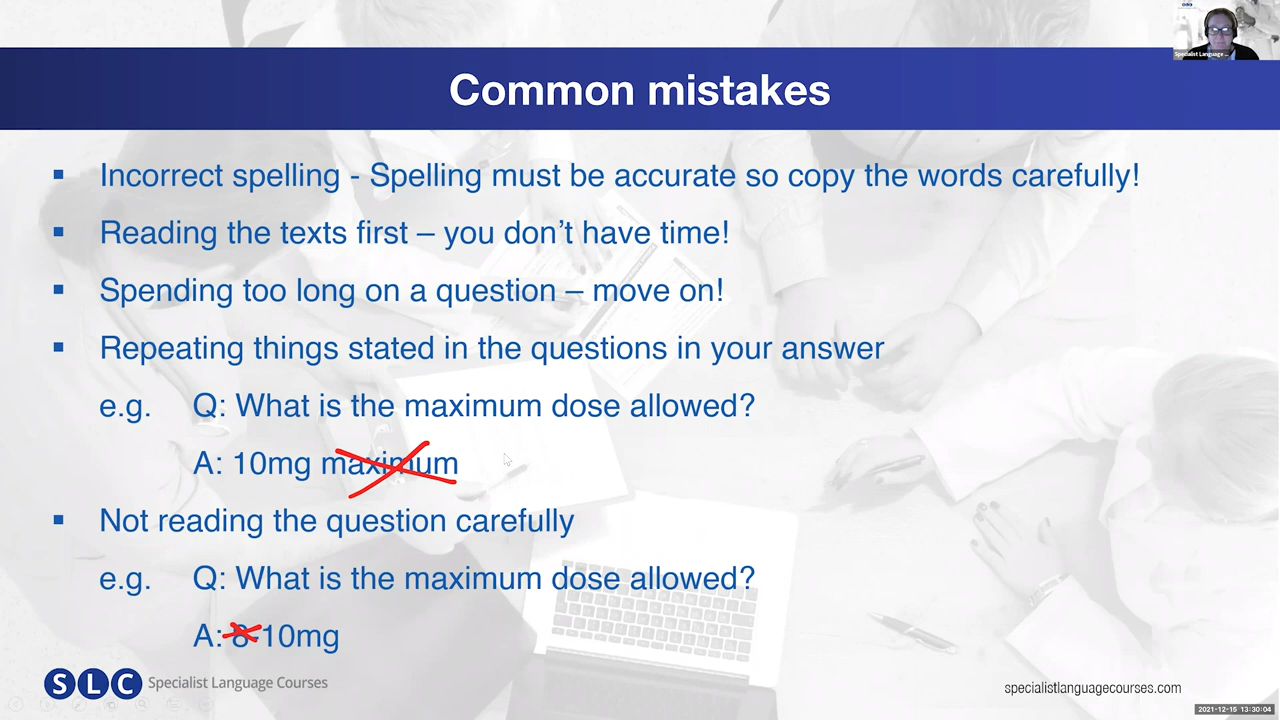 Specialist Language ...
Common mistakes
▪ Incorrect spelling - Spelling must be accurate so copy the words carefully!
▪ Reading the texts first – you don't have time!
▪ Spending too long on a question – move on!
▪ Repeating things stated in the questions in your answer
e.g. Q: What is the maximum dose allowed?
A: 10mg maximum
▪ Not reading the question carefully
e.g. Q: What is the maximum dose allowed?
A: 8-10mg
SLC Specialist Language Courses
specialistlanguagecourses.com
2021-12-15 13:30:04